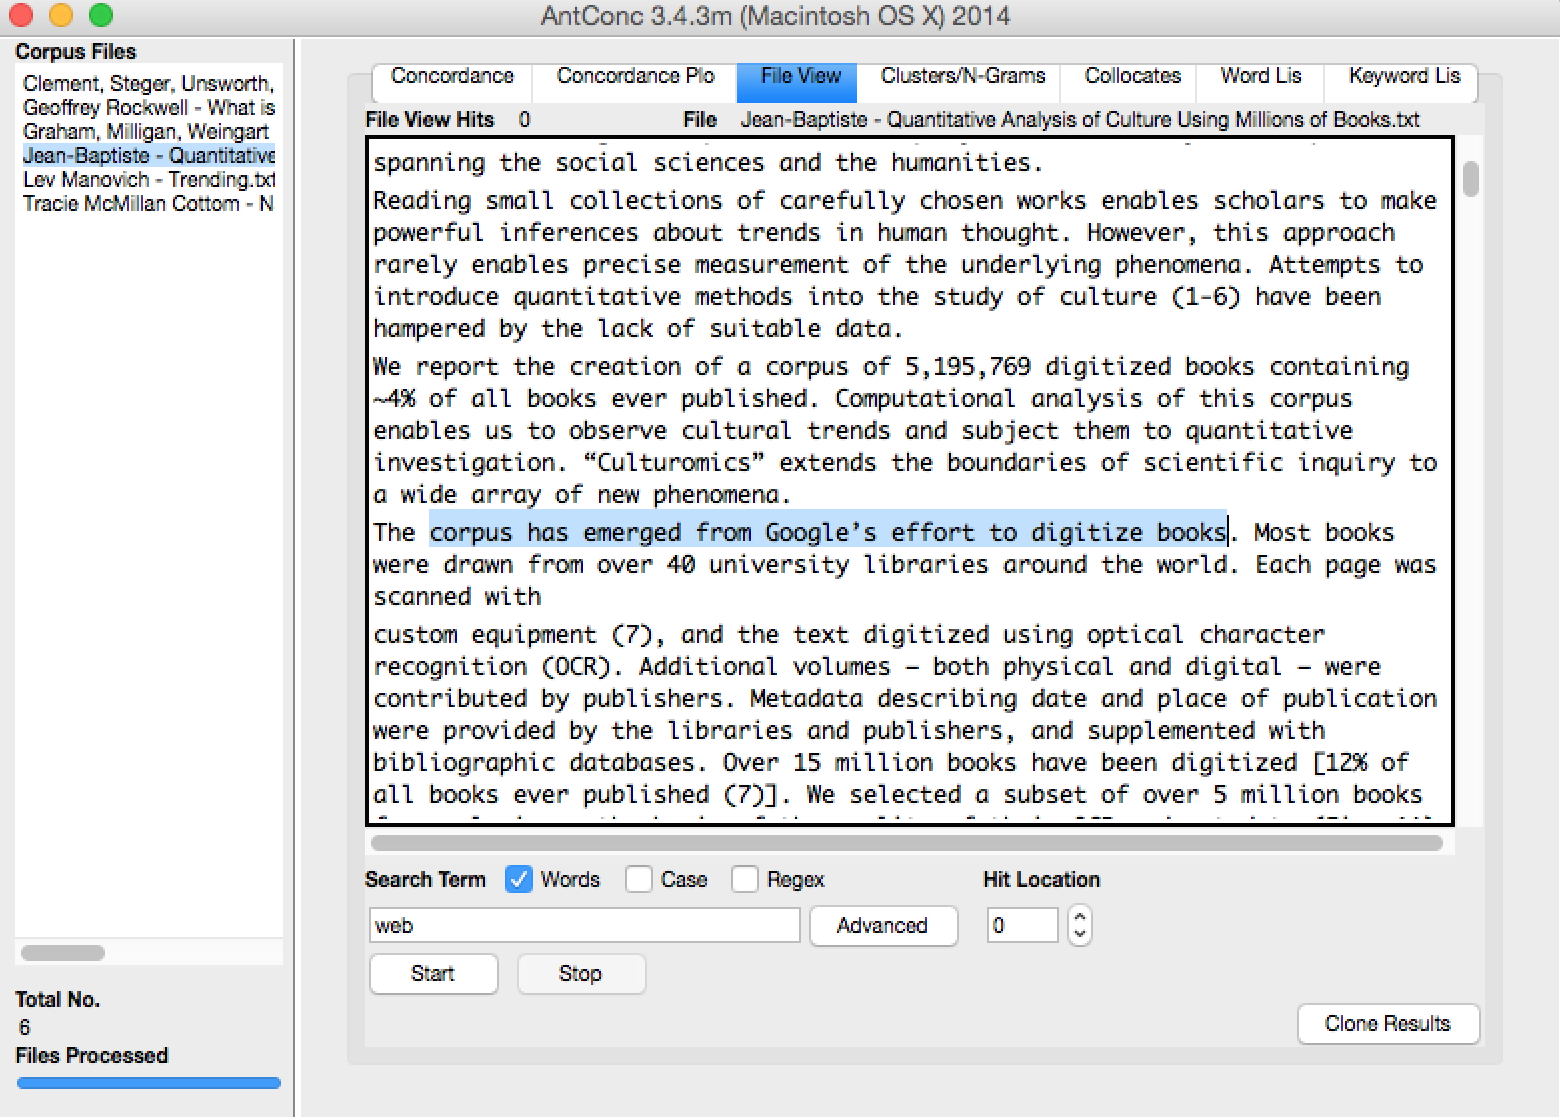 AntConc 3.4.3m (Macintosh OS X) 2014
Corpus Files
Clement, Steger, Unsworth,
Geoffrey Rockwell - What is
Graham, Milligan, Weingart
Jean-Baptiste - Quantitative
Lev Manovich - Trending.txt
Tracie McMillan Cottom - N
Total No.
6
Files Processed
Concordance Concordance Plo File View Clusters/N-Grams Collocates Word Lis Keyword Lis
File View Hits 0 File Jean-Baptiste - Quantitative Analysis of Culture Using Millions of Books.txt
spanning the social sciences and the humanities.
Reading small collections of carefully chosen works enables scholars to make
powerful inferences about trends in human thought. However, this approach
rarely enables precise measurement of the underlying phenomena. Attempts to
introduce quantitative methods into the study of culture (1-6) have been
hampered by the lack of suitable data.
We report the creation of a corpus of 5,195,769 digitized books containing
~4% of all books ever published. Computational analysis of this corpus
enables us to observe cultural trends and subject them to quantitative
investigation. “Culturomics” extends the boundaries of scientific inquiry to
a wide array of new phenomena.
The corpus has emerged from Google’s effort to digitize books. Most books
were drawn from over 40 university libraries around the world. Each page was
scanned with
custom equipment (7), and the text digitized using optical character
recognition (OCR). Additional volumes – both physical and digital – were
contributed by publishers. Metadata describing date and place of publication
were provided by the libraries and publishers, and supplemented with
bibliographic databases. Over 15 million books have been digitized [12% of
all books ever published (7)]. We selected a subset of over 5 million books
Search Term Words Case Regex Hit Location
web Advanced 0
Start Stop
Clone Results